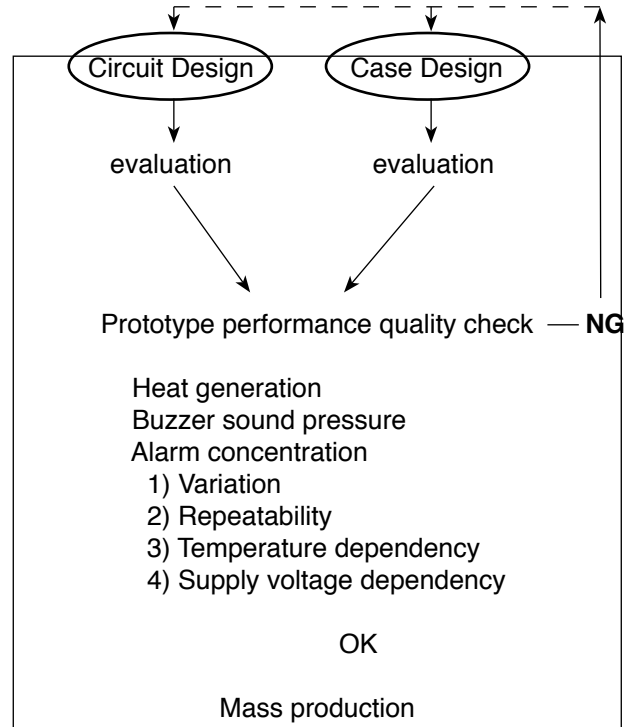 Circuit Design
Case Design
evaluation
evaluation
Prototype performance quality check
NG
Heat generation
Buzzer sound pressure
Alarm concentration
1) Variation
2) Repeatability
3) Temperature dependency
4) Supply voltage dependency
OK
Mass production